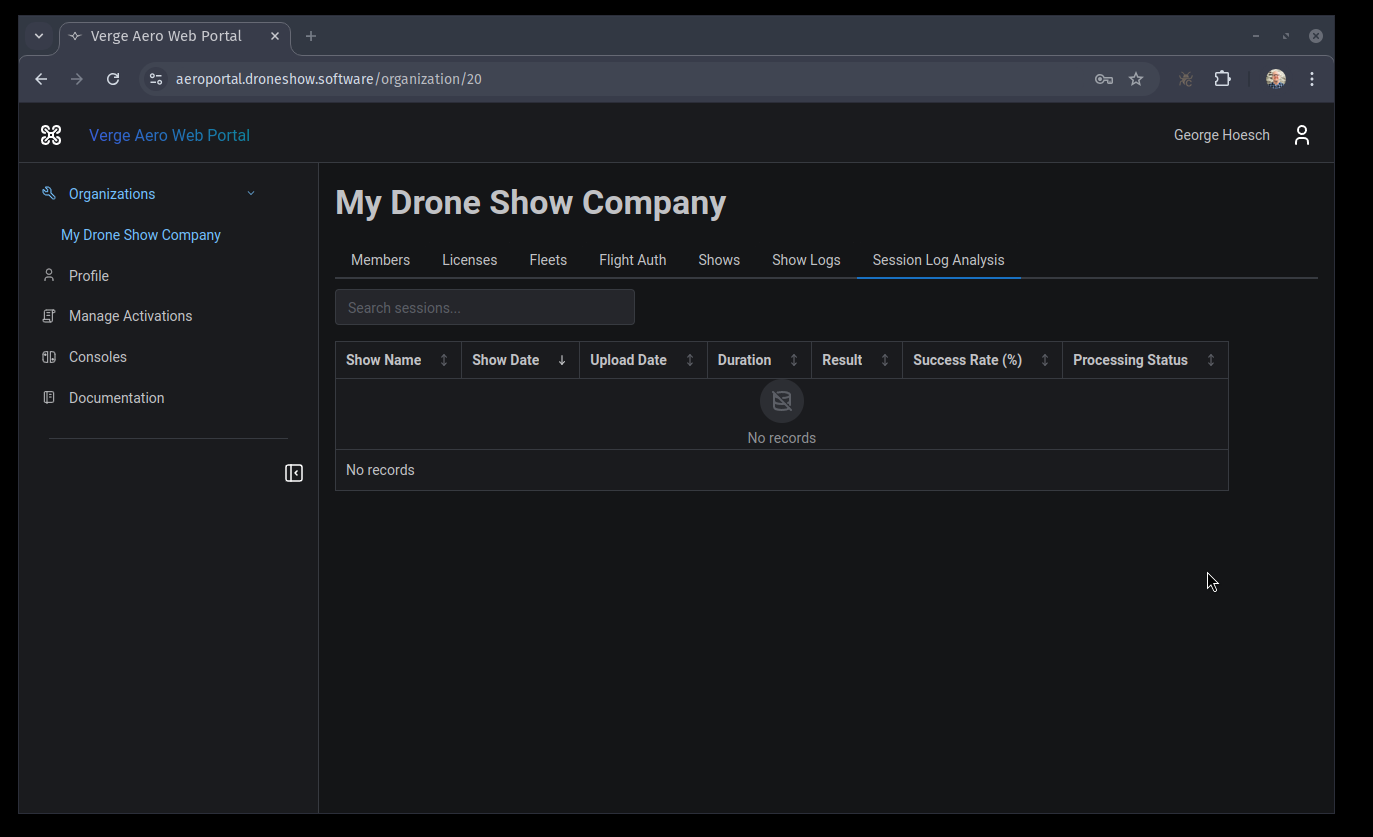 Verge Aero Web Portal
aeroportal.droneshow.software/organization/20
Verge Aero Web Portal
George Hoesch
Organizations
My Drone Show Company
Profile
Manage Activations
Consoles
Documentation
My Drone Show Company
Members Licenses Fleets Flight Auth Shows Show Logs Session Log Analysis
Search sessions...
Show Name Show Date Upload Date Duration Result Success Rate (%) Processing Status
No records
No records